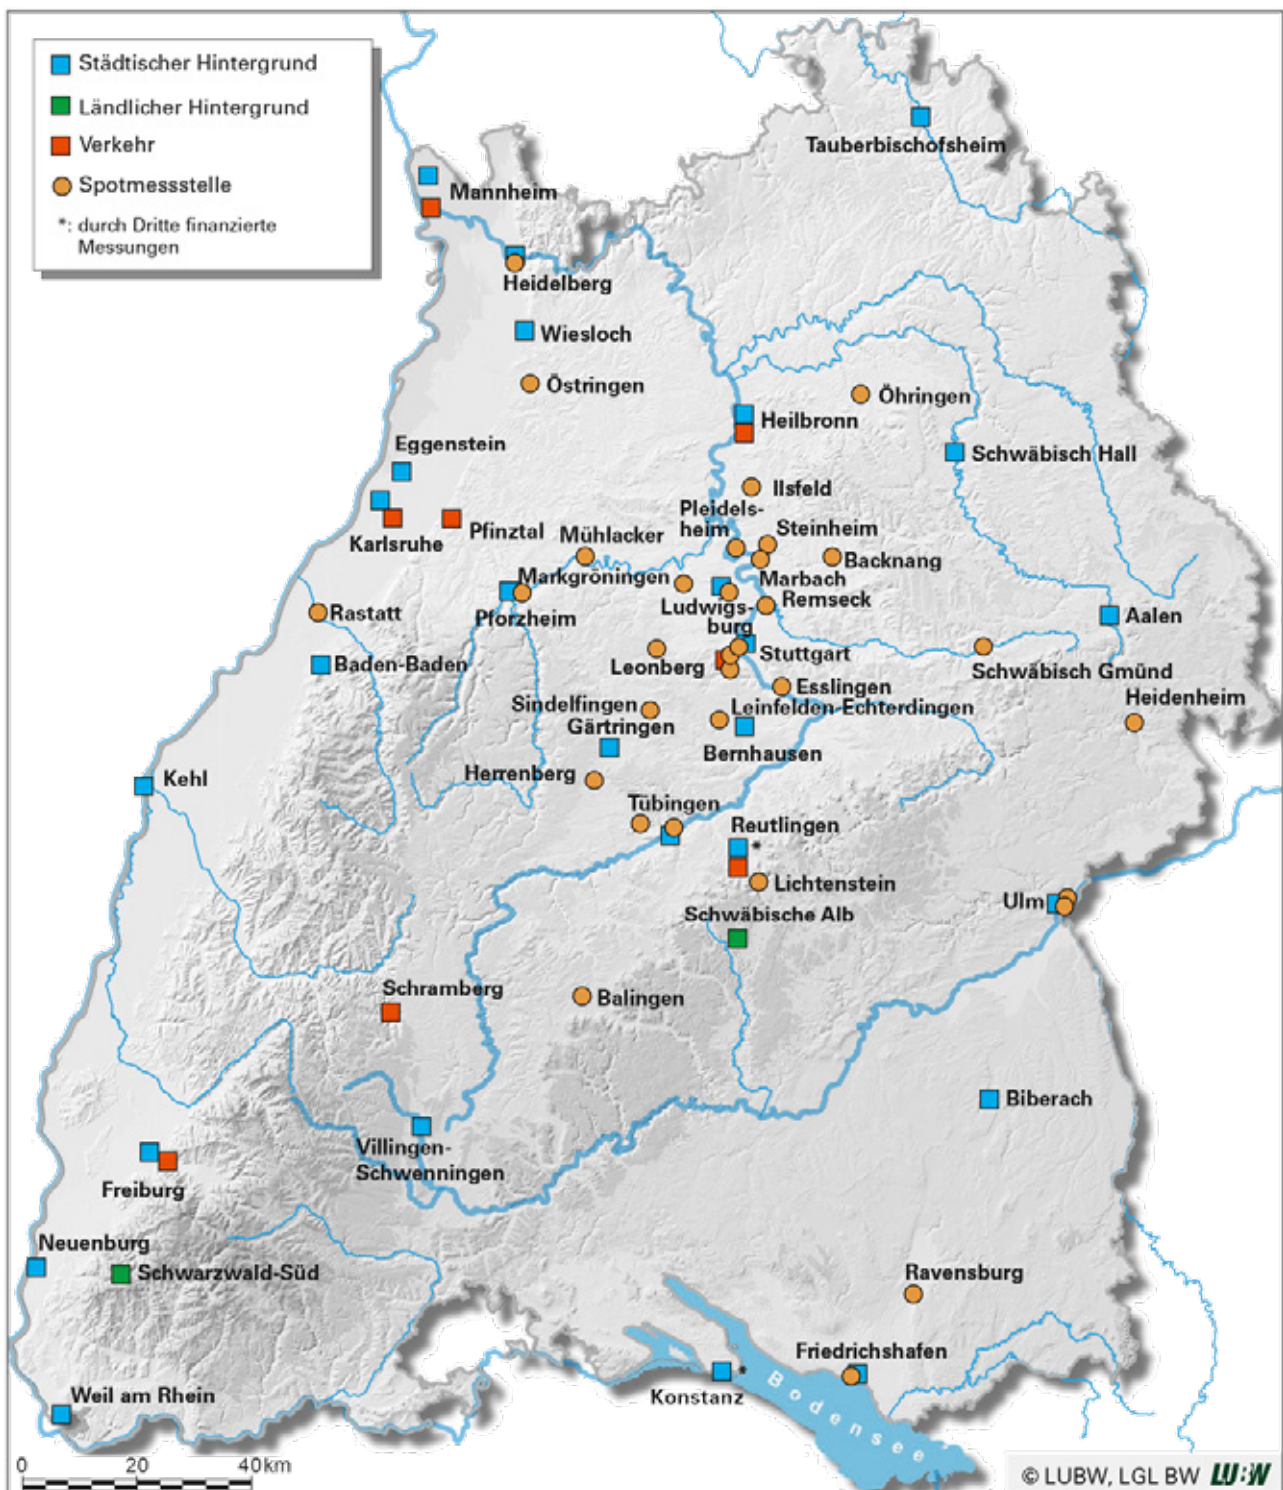 Städtischer Hintergrund
Ländlicher Hintergrund
Verkehr
Spotmessstelle
*: durch Dritte finanzierte
Messungen
Tauberbischofsheim
Mannheim
Heidelberg
Wiesloch
Östringen
Öhringen
Heilbronn
Eggenstein
Schwäbisch Hall
Ilsfeld
Pleidels-
heim
Steinheim
Karlsruhe
Pfinztal
Mühlacker
Backnang
Marbach
Markgröningen
Pforzheim
Ludwigs-
burg
Remseck
Rastatt
Aalen
Baden-Baden
Leonberg
Stuttgart
Schwäbisch Gmünd
Esslingen
Heidenheim
Sindelfingen
Leinfelden-Echterdingen
Gärtringen
Bernhausen
Kehl
Herrenberg
Tübingen
Reutlingen
*
Lichtenstein
Ulm
Schwäbische Alb
Schramberg
Balingen
Biberach
Villingen-
Schwenningen
Freiburg
Neuenburg
Schwarzwald-Süd
Ravensburg
Friedrichshafen
Konstanz
*
Bodensee
Weil am Rhein
0 20 40km
© LUBW, LGL BW LU:W